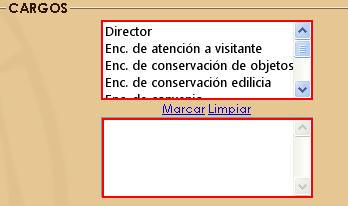 CARGOS
Director
Enc. de atención a visitante
Enc. de conservación de objetos
Enc. de conservación edilicia
Marcar Limpiar